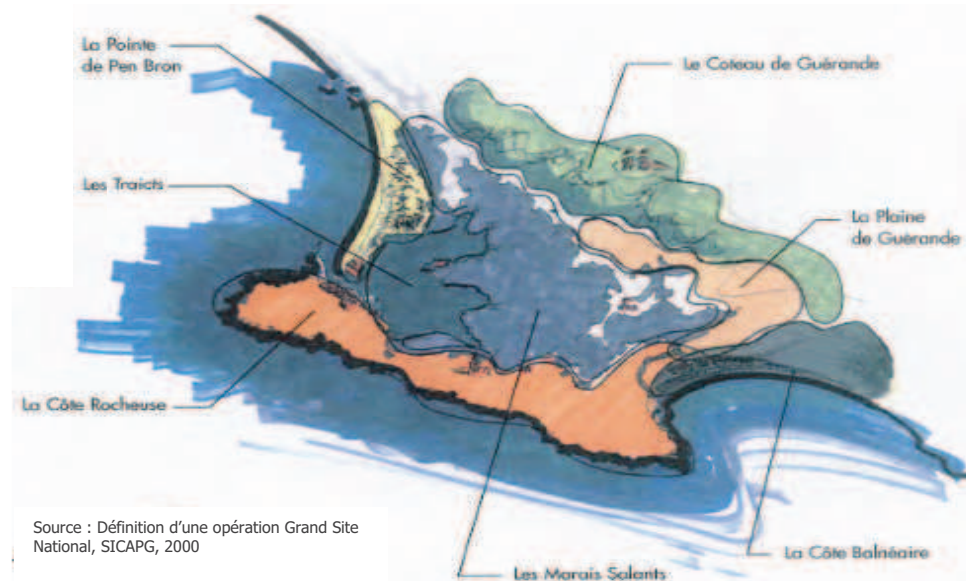 La Pointe
de Pen Bron
Le Coteau de Guérande
Les Traicts
La Plaine
de Guérande
La Côte Rocheuse
Source : Définition d'une opération Grand Site
National, SICAPG, 2000
La Côte Balnéaire
Les Marais Salants